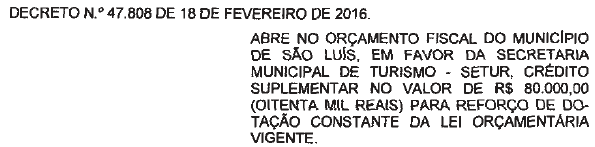 DECRETO N.º 47.808 DE 18 DE FEVEREIRO DE 2016.
ABRE NO ORÇAMENTO FISCAL DO MUNICÍPIO
DE SÃO LUÍS, EM FAVOR DA SECRETARIA
MUNICIPAL DE TURISMO - SETUR, CRÉDITO
SUPLEMENTAR NO VALOR DE R$ 80.000,00
(OITENTA MIL REAIS) PARA REFORÇO DE DO-
TAÇÃO CONSTANTE DA LEI ORÇAMENTÁRIA
VIGENTE.